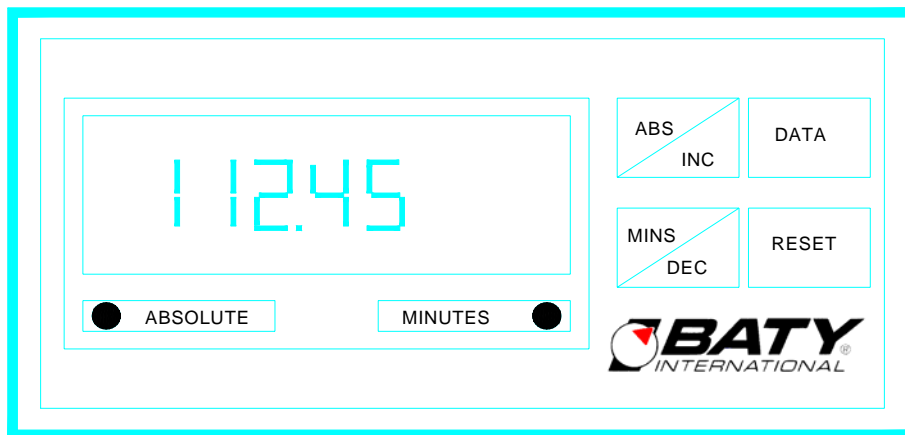 112.45
ABSOLUTE
MINUTES
ABS
INC
DATA
MINS
DEC
RESET
BATY®
INTERNATIONAL